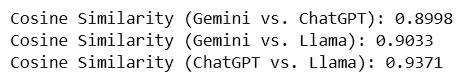 Cosine Similarity (Gemini vs. ChatGPT): 0.8998
Cosine Similarity (Gemini vs. Llama): 0.9033
Cosine Similarity (ChatGPT vs. Llama): 0.9371